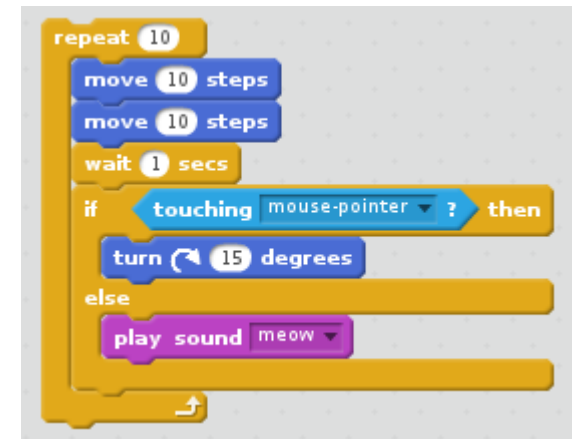 repeat 10
move 10 steps
move 10 steps
wait 1 secs
if touching mouse-pointer ? then
turn 15 degrees
else
play sound meow